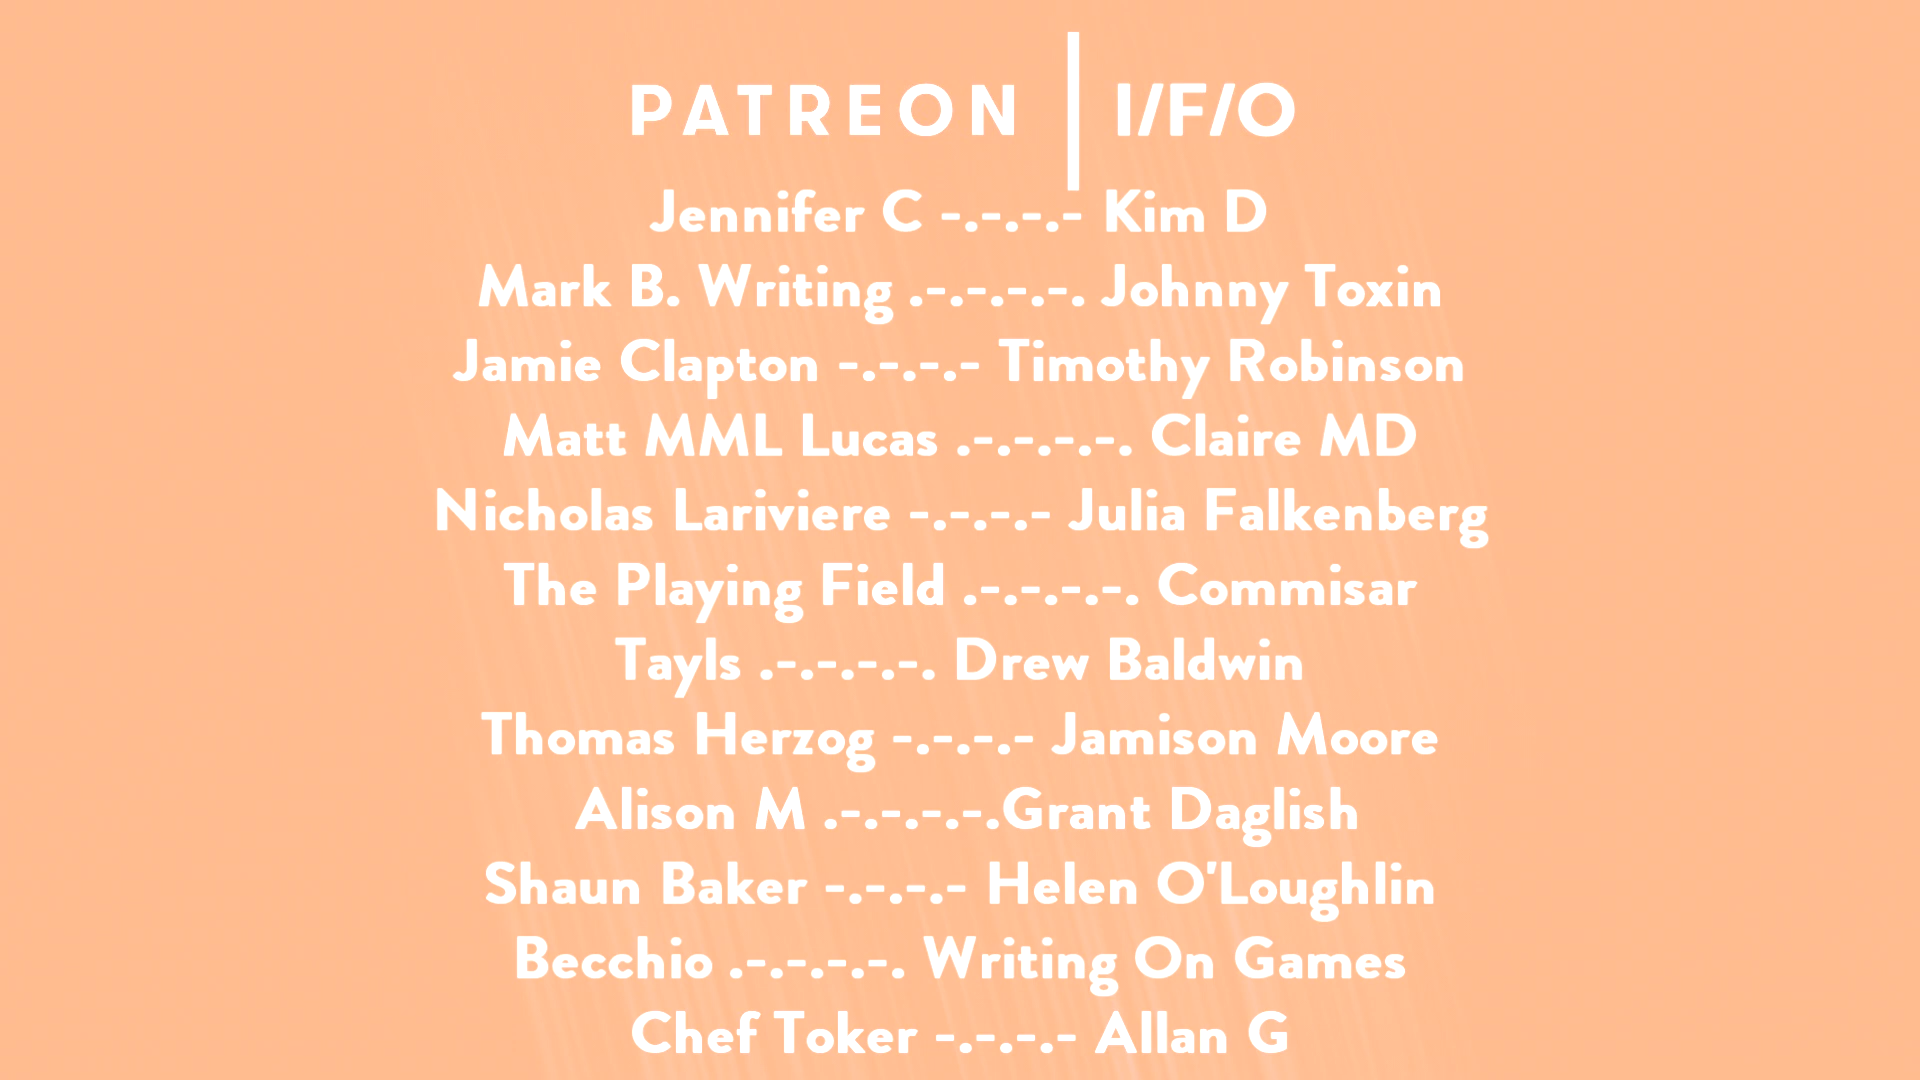 PATREON | I/F/O
Jennifer C -.-.-.- Kim D
Mark B. Writing .-.-.-.-. Johnny Toxin
Jamie Clapton -.-.-.- Timothy Robinson
Matt MML Lucas .-.-.-.-. Claire MD
Nicholas Lariviere -.-.-.- Julia Falkenberg
The Playing Field .-.-.-.-. Commisar
Tayls .-.-.-.-. Drew Baldwin
Thomas Herzog -.-.-.- Jamison Moore
Alison M .-.-.-.-.Grant Daglish
Shaun Baker -.-.-.- Helen O'Loughlin
Becchio .-.-.-.-. Writing On Games
Chef Toker -.-.-.- Allan G